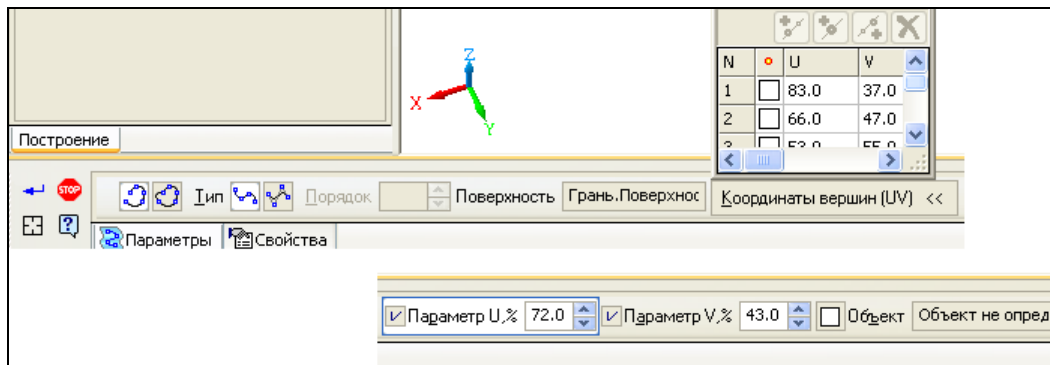 Z
X
Y
N U V
1 83.0 37.0
2 66.0 47.0
Построение
STOP Тип Порядок Поверхность Грань.Поверхнос Координаты вершин (UV) <<
Параметры Свойства
Параметр U,% 72.0 Параметр V,% 43.0 Объект Объект не опред